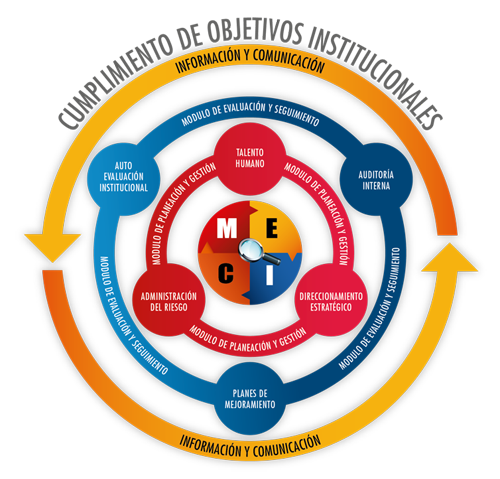 CUMPLIMIENTO DE OBJETIVOS INSTITUCIONALES
INFORMACIÓN Y COMUNICACIÓN
MODULO DE EVALUACIÓN Y SEGUIMIENTO
TALENTO
HUMANO
AUTO
EVALUACIÓN
INSTITUCIONAL
AUDITORÍA
INTERNA
MODULO DE PLANEACIÓN Y GESTIÓN
MODULO DE PLANEACIÓN Y GESTIÓN
M E
C I
ADMINISTRACIÓN
DEL RIESGO
DIRECCIONAMIENTO
ESTRATÉGICO
MODULO DE EVALUACIÓN Y SEGUIMIENTO
MODULO DE EVALUACIÓN Y SEGUIMIENTO
MODULO DE PLANEACIÓN Y GESTIÓN
PLANES DE
MEJORAMIENTO
INFORMACIÓN Y COMUNICACIÓN